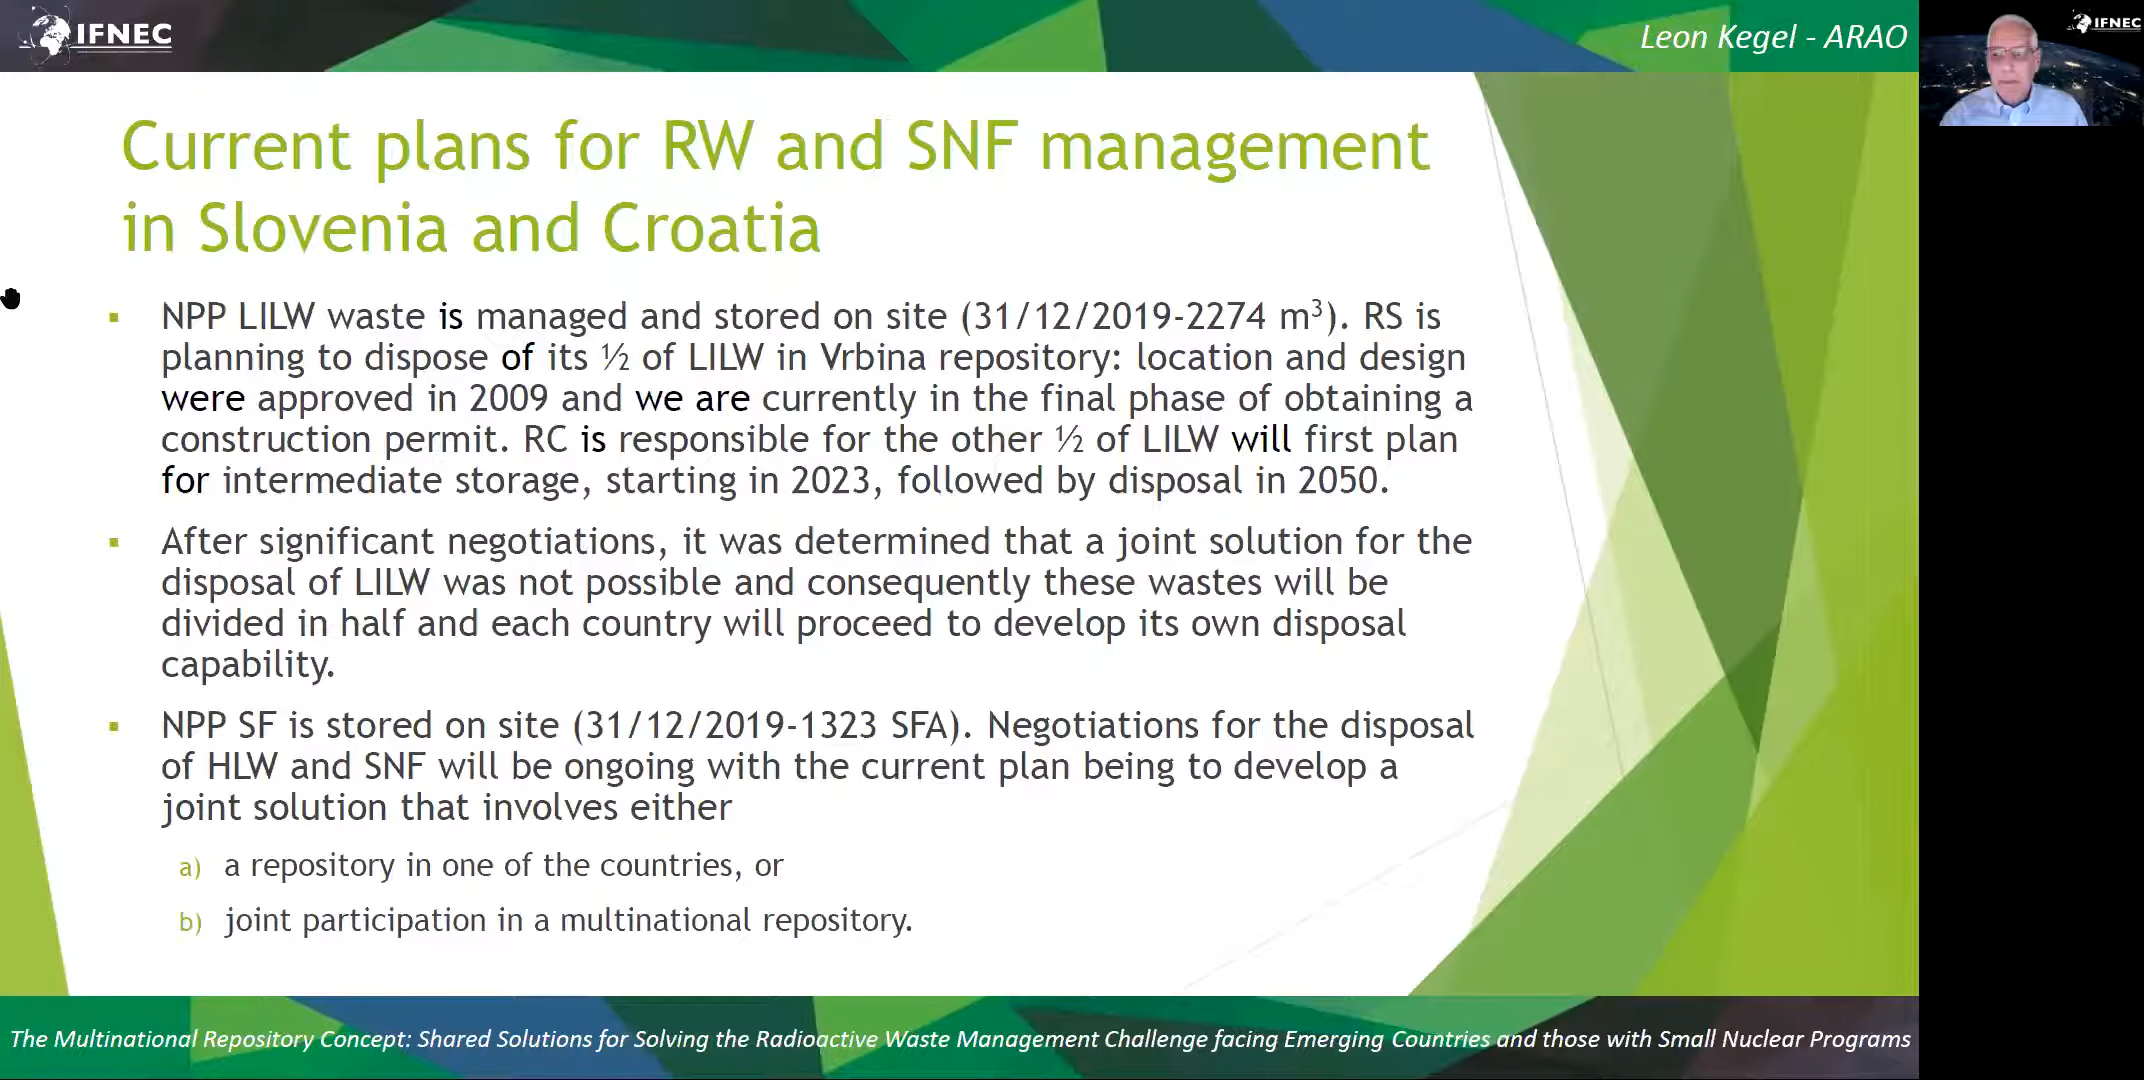 IFNEC
Leon Kegel - ARAO
IFNEC
Current plans for RW and SNF management
in Slovenia and Croatia
▪ NPP LILW waste is managed and stored on site (31/12/2019-2274 m³). RS is
planning to dispose of its ½ of LILW in Vrbina repository: location and design
were approved in 2009 and we are currently in the final phase of obtaining a
construction permit. RC is responsible for the other ½ of LILW will first plan
for intermediate storage, starting in 2023, followed by disposal in 2050.
▪ After significant negotiations, it was determined that a joint solution for the
disposal of LILW was not possible and consequently these wastes will be
divided in half and each country will proceed to develop its own disposal
capability.
▪ NPP SF is stored on site (31/12/2019-1323 SFA). Negotiations for the disposal
of HLW and SNF will be ongoing with the current plan being to develop a
joint solution that involves either
a) a repository in one of the countries, or
b) joint participation in a multinational repository.
The Multinational Repository Concept: Shared Solutions for Solving the Radioactive Waste Management Challenge facing Emerging Countries and those with Small Nuclear Programs